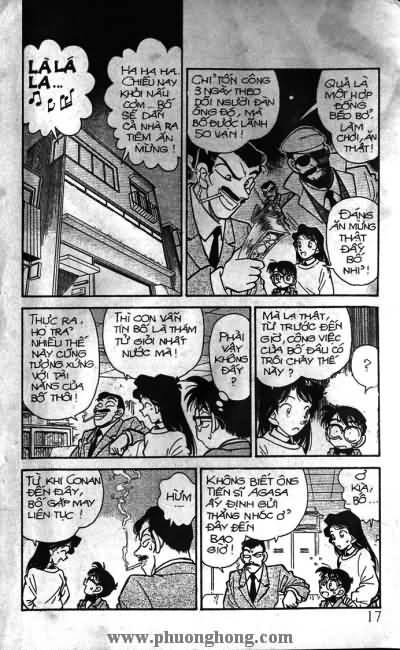 LÀ LÁ
LA...
HA HA HA...
CHIỀU NAY
KHỎI NẤU
CƠM... BỐ
SẼ DẪN
CẢ NHÀ RA
TIỆM ĂN
MỪNG!
CHỈ TỐN CÔNG
3 NGÀY THEO
DÕI NGƯỜI ĐÀN
ÔNG ĐÓ, MÀ
BỐ ĐƯỢC LÃNH
50 VẠN!
QUẢ LÀ
MỘT HỢP
ĐỒNG
BÉO BỞ.
LÀM
CHƠI, ĂN
THẬT!
ĐÁNG
ĂN MỪNG
THẬT
ĐẤY
BỐ
NHỈ!
THỰC RA,
HỌ TRẢ
NHIỀU THẾ
NÀY CŨNG
TƯƠNG XỨNG
VỚI TÀI
NĂNG CỦA
BỐ THÔI!
THÌ CON VẪN
TIN BỐ LÀ THÁM
TỬ GIỎI NHẤT
NƯỚC MÀ!
PHẢI
VẬY
KHÔNG
ĐẤY
?
MÀ LẠ THẬT,
TỪ TRƯỚC ĐẾN
GIỜ, CÔNG VIỆC
CỦA BỐ ĐÂU CÓ
TRÔI CHẢY THẾ
NÀY?
?
TỪ KHI CONAN
ĐẾN ĐÂY,
BỐ GẶP MAY
LIÊN TỤC!
HỪM
...
KHÔNG BIẾT ÔNG
TIẾN SĨ AGASA
ẤY ĐỊNH GỬI
THẰNG NHÓC Ở
ĐÂY ĐẾN
BAO
GIỜ!
Ơ
KÌA,
BỐ...
17
www.phuonghong.com